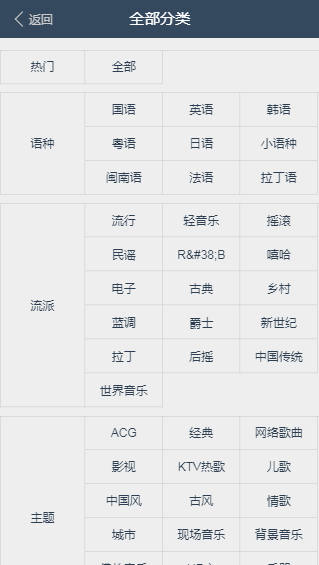 返回 全部分类
热门 全部
国语 英语 韩语
语种 粤语 日语 小语种
闽南语 法语 拉丁语
流行 轻音乐 摇滚
民谣 R&#38;B 嘻哈
电子 古典 乡村
流派
蓝调 爵士 新世纪
拉丁 后摇 中国传统
世界音乐
ACG 经典 网络歌曲
影视 KTV热歌 儿歌
中国风 古风 情歌
主题
城市 现场音乐 背景音乐